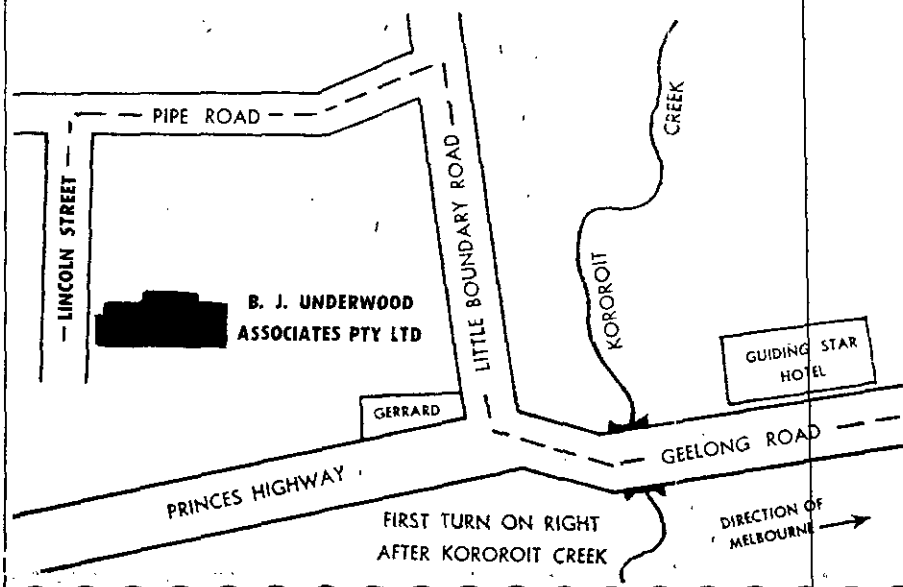 PIPE ROAD
LINCOLN STREET
LITTLE BOUNDARY ROAD
KOROROIT
CREEK
B. J. UNDERWOOD
ASSOCIATES PTY LTD
GUIDING STAR
HOTEL
GERRARD
GEELONG ROAD
PRINCES HIGHWAY
FIRST TURN ON RIGHT
AFTER KOROROIT CREEK
DIRECTION OF
MELBOURNE